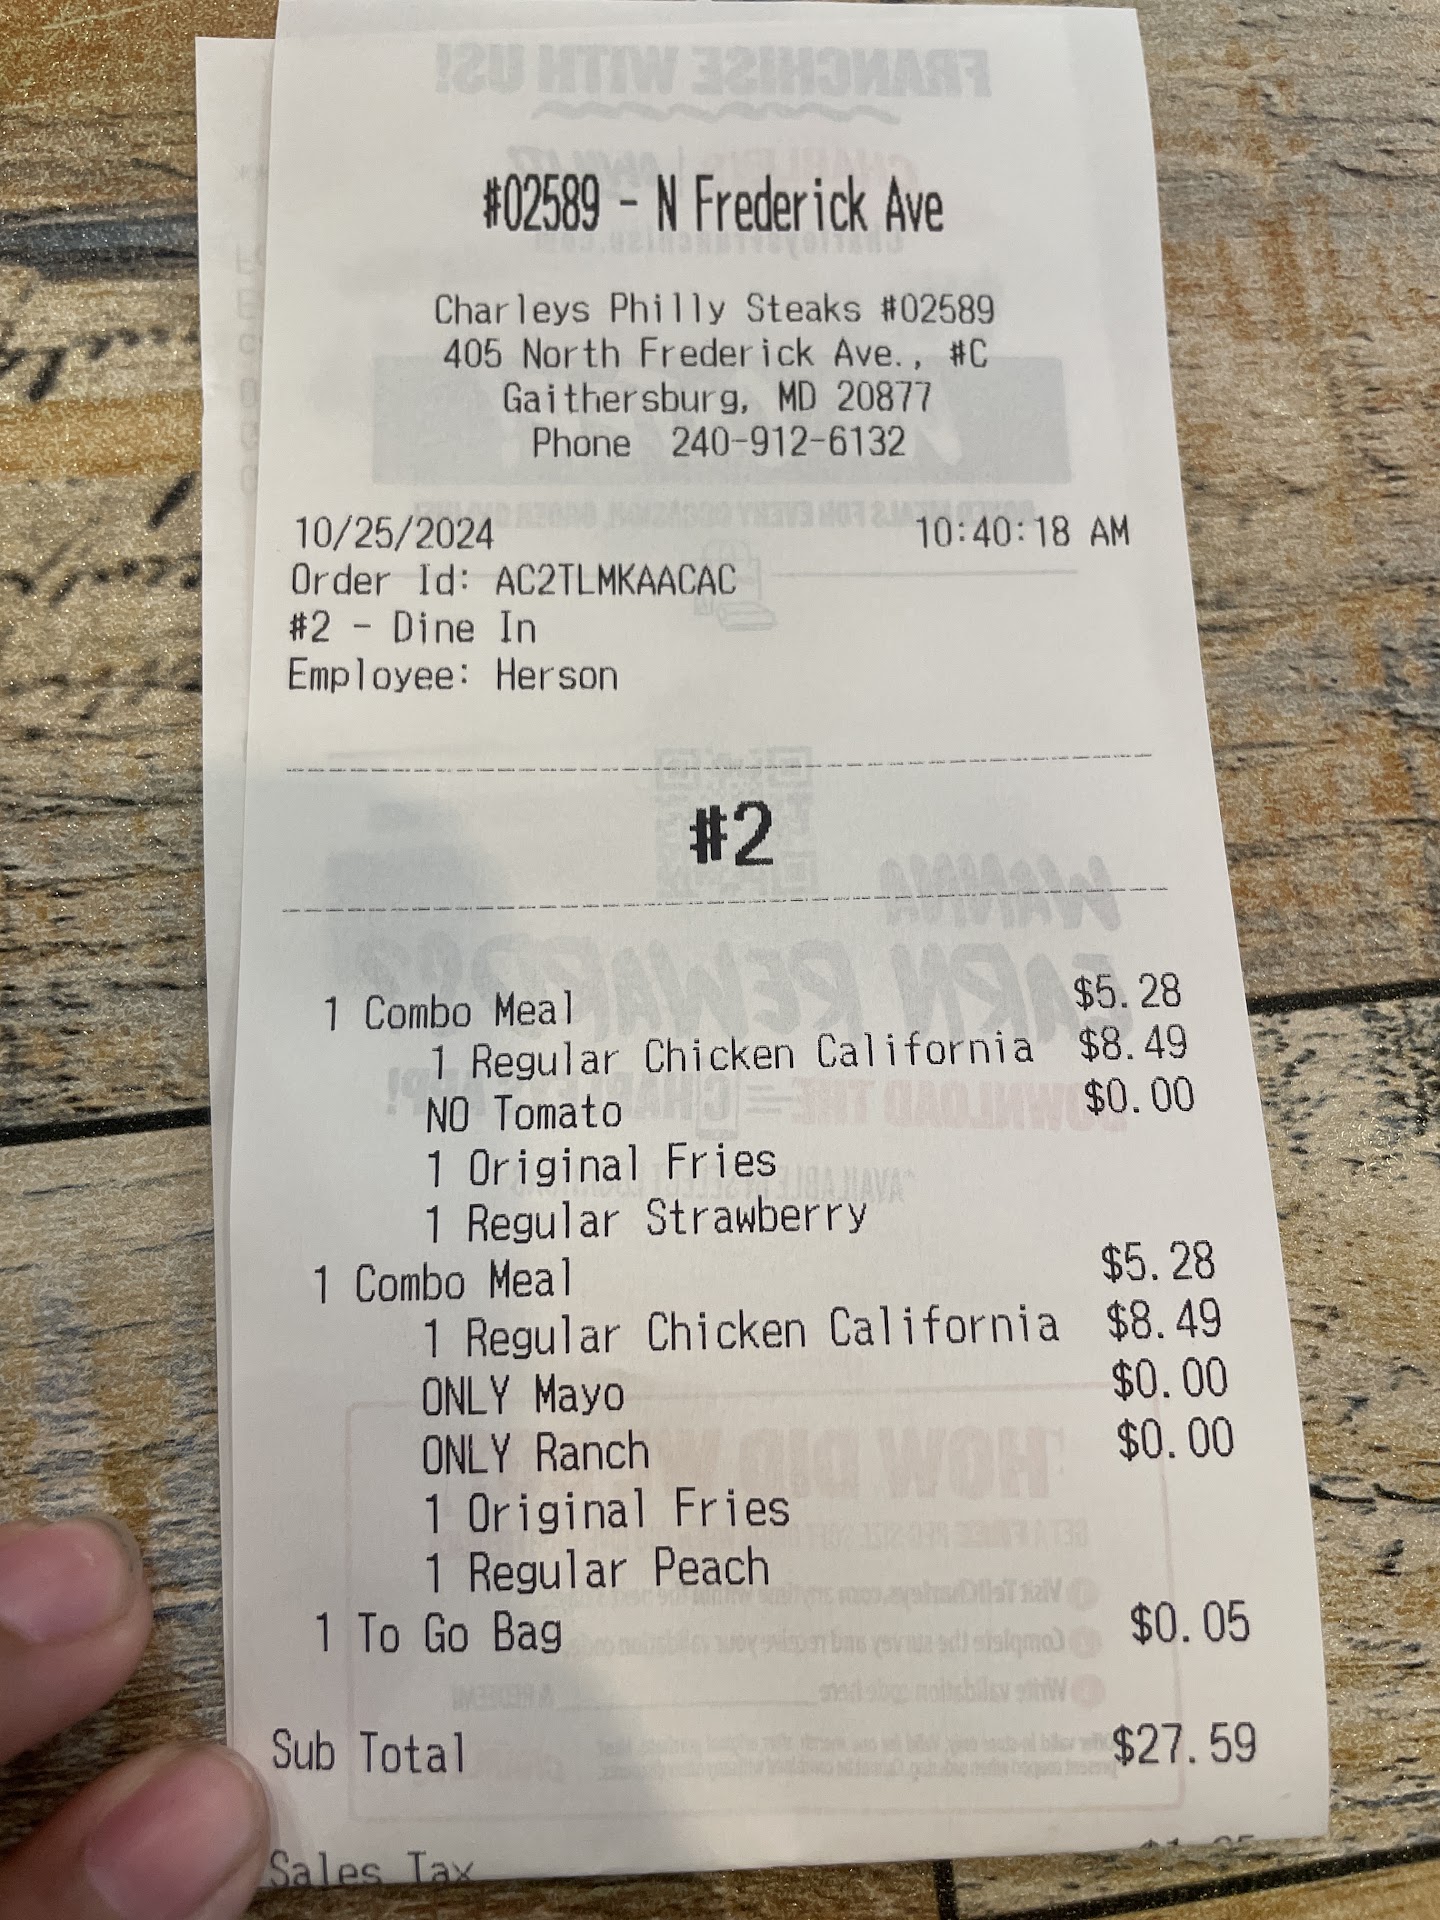 #02589 - N Frederick Ave
Charleys Philly Steaks #02589
405 North Frederick Ave., #C
Gaithersburg, MD 20877
Phone 240-912-6132
10/25/2024 10:40:18 AM
Order Id: AC2TLMKAACAC
#2 - Dine In
Employee: Herson
#2
1 Combo Meal $5.28
1 Regular Chicken California $8.49
NO Tomato $0.00
1 Original Fries
1 Regular Strawberry
1 Combo Meal $5.28
1 Regular Chicken California $8.49
ONLY Mayo $0.00
ONLY Ranch $0.00
1 Original Fries
1 Regular Peach
1 To Go Bag $0.05
Sub Total $27.59
Sales Tax